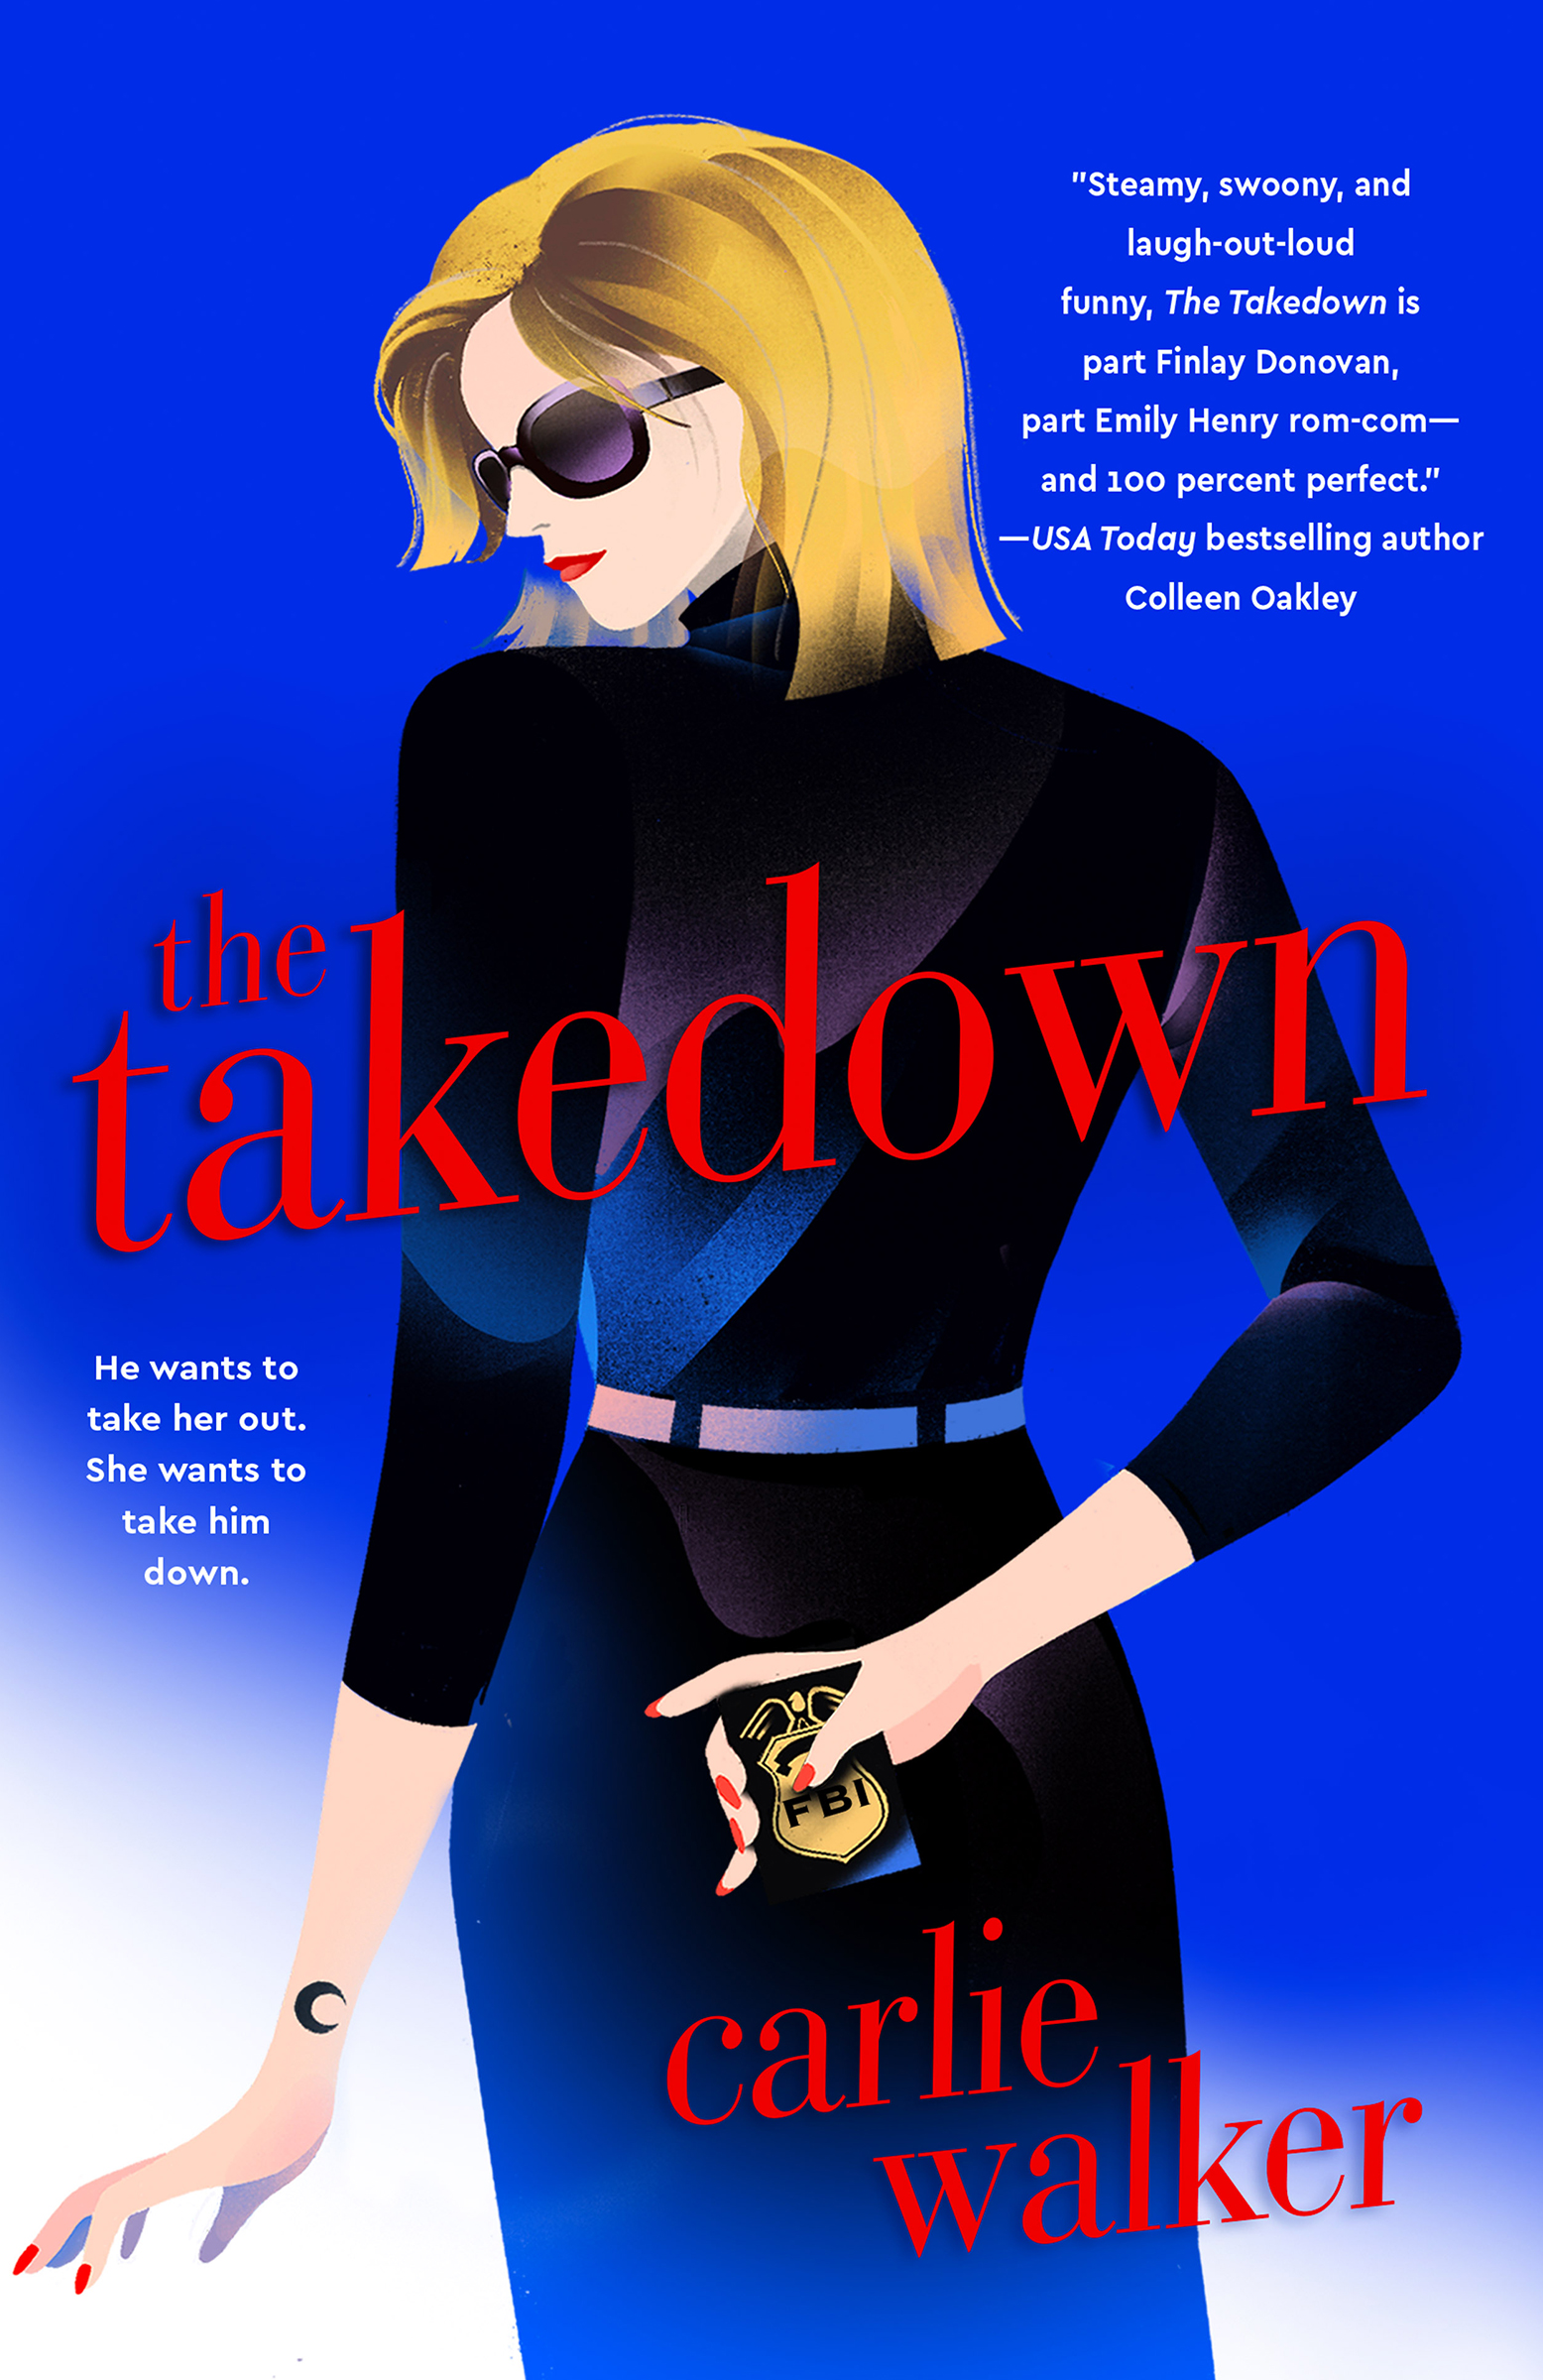 "Steamy, swoony, and
laugh-out-loud
funny, The Takedown is
part Finlay Donovan,
part Emily Henry rom-com—
and 100 percent perfect."
—USA Today bestselling author
Colleen Oakley
the
takedown
He wants to
take her out.
She wants to
take him
down.
FBI
carlie
walker